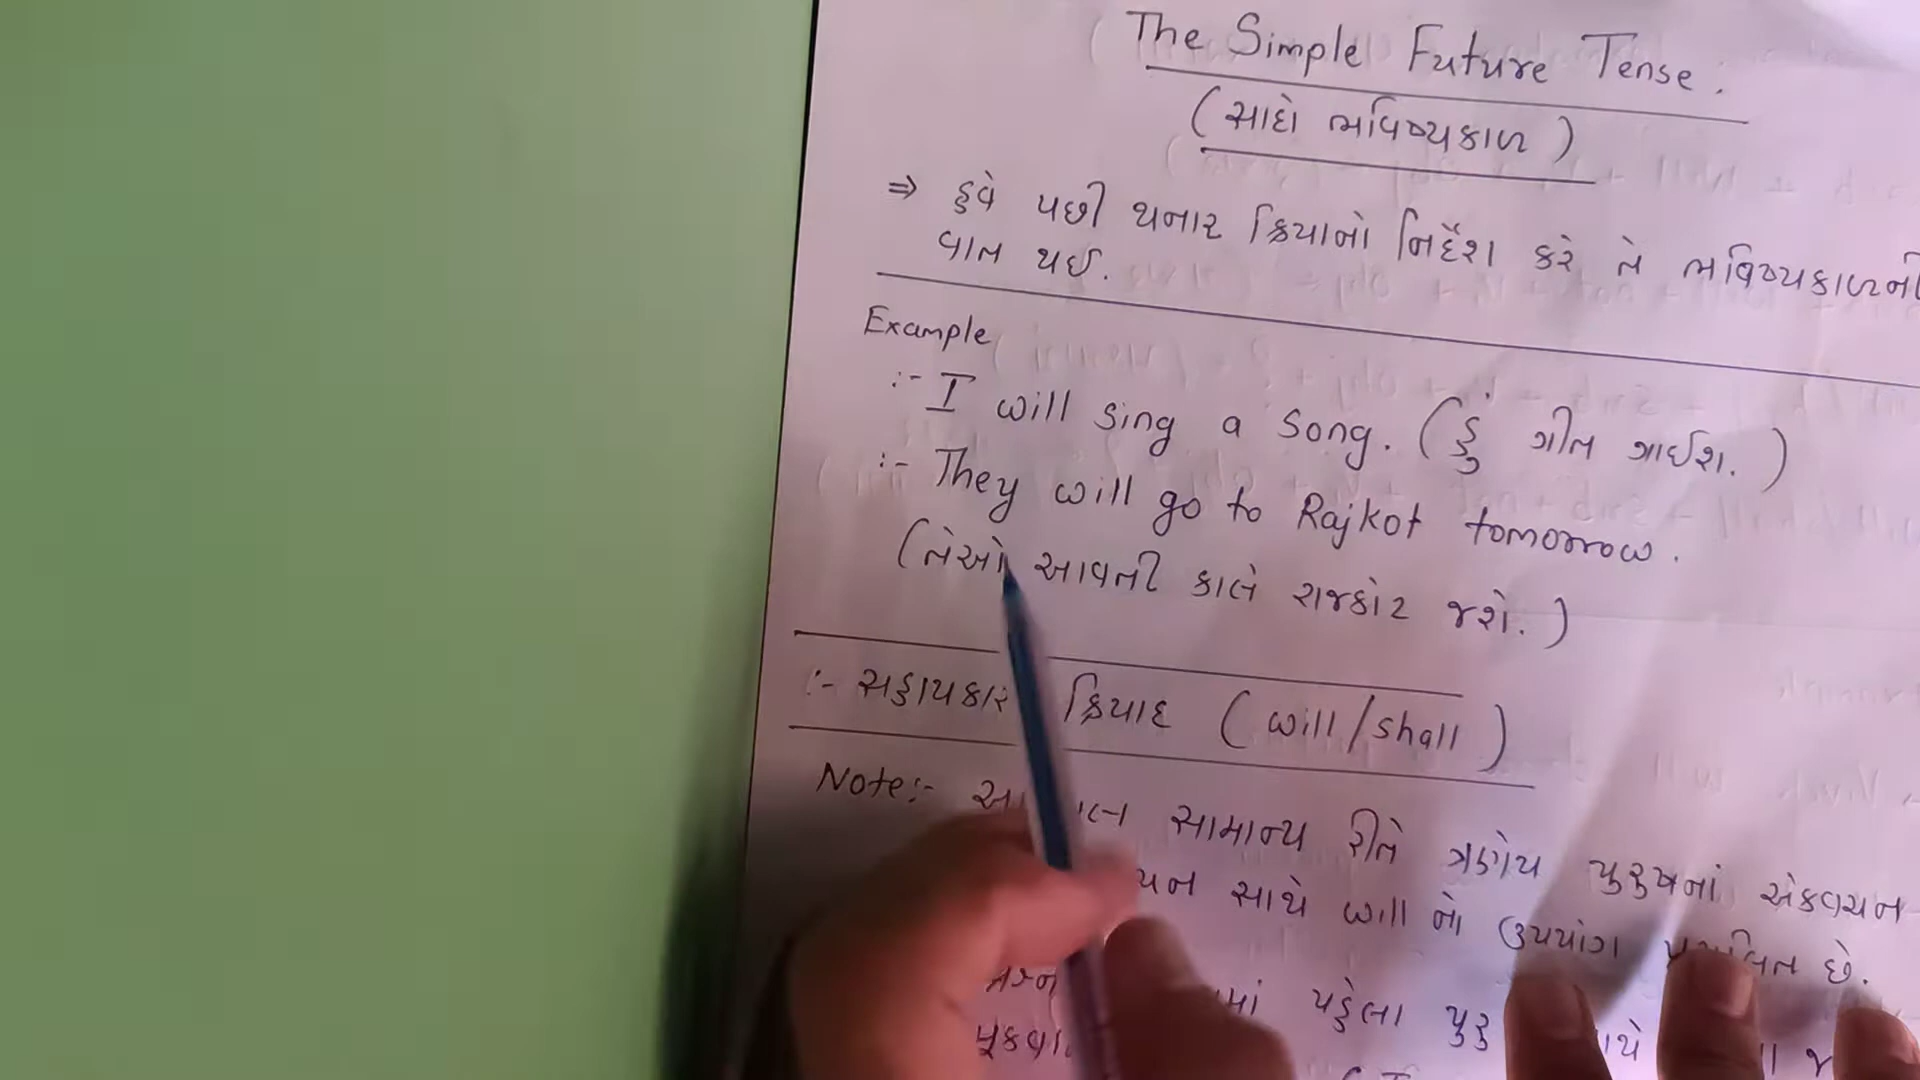 The Simple Future Tense.
(સાદો ભવિષ્યકાળ)
⇒ હવે પછી થનાર ક્રિયાનો નિર્દેશ કરે તે ભવિષ્યકાળની
વાત થઈ.
Example
:- I will sing a song. (હું ગીત ગાઈશ.)
:- They will go to Rajkot tomorrow.
(તેઓ આવતી કાલે રાજકોટ જશે.)
:- સહાયકાર ક્રિયાદ (will/shall)
Note:- સામાન્ય રીતે ત્રણેય પુરુષનાં એકવચન
સાથે will નો ઉપયોગ છે.
પહેલા